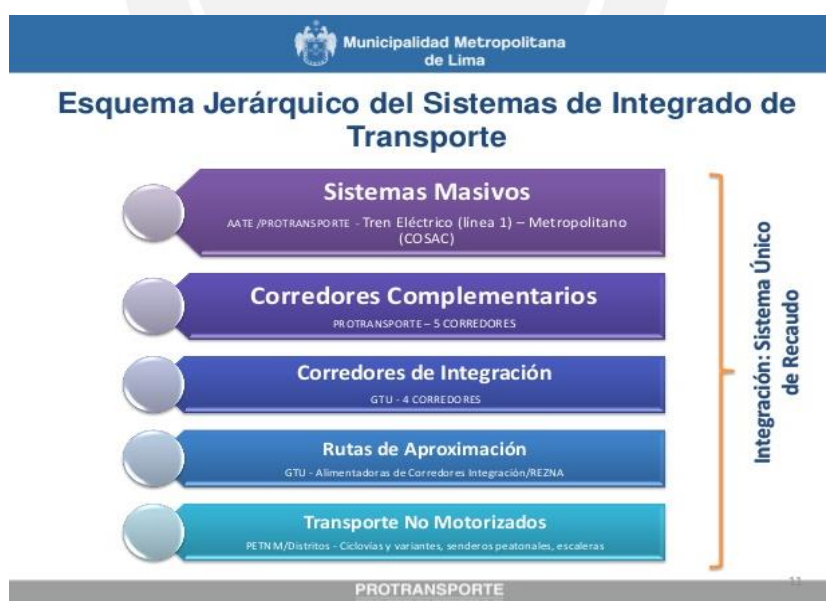 Municipalidad Metropolitana
de Lima
Esquema Jerárquico del Sistemas de Integrado de
Transporte
Sistemas Masivos
AATE /PROTRANSPORTE - Tren Eléctrico (línea 1) – Metropolitano
(COSAC)
Corredores Complementarios
PROTRANSPORTE – 5 CORREDORES
Corredores de Integración
GTU - 4 CORREDORES
Rutas de Aproximación
GTU - Alimentadoras de Corredores Integración/REZNA
Transporte No Motorizados
PETNM/Distritos - Ciclovías y variantes, senderos peatonales, escaleras
Integración: Sistema Único
de Recaudo
PROTRANSPORTE
11